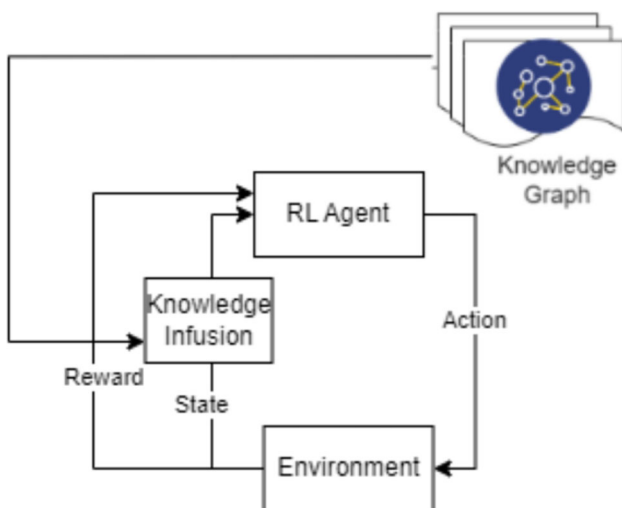 Knowledge
Graph
RL Agent
Knowledge
Infusion
Action
Reward
State
Environment